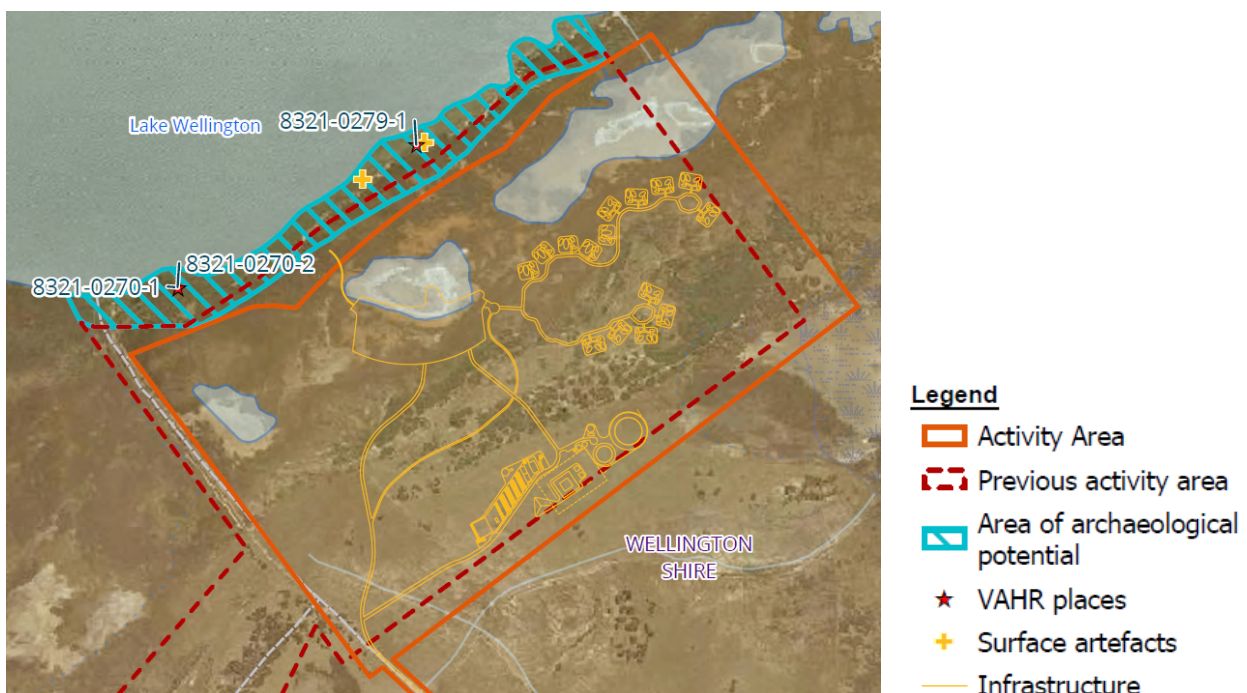 Lake Wellington
8321-0279-1
8321-0270-2
8321-0270-1
WELLINGTON
SHIRE
Legend
Activity Area
Previous activity area
Area of archaeological
potential
VAHR places
Surface artefacts
Infrastructure